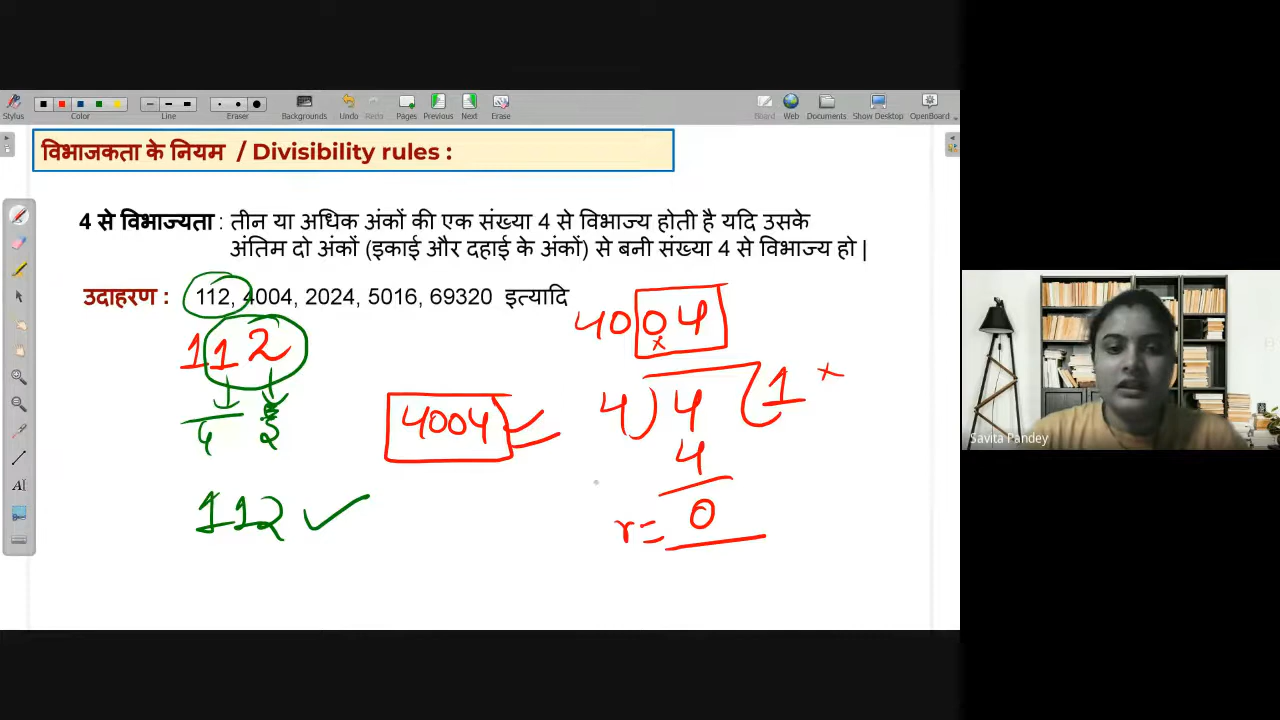 Stylus
Line
Eraser
Backgrounds
Undo
Redo
Pages
Previous
Next
Erase
Board
Web
Documents
Show Desktop
OpenBoard
विभाजकता के नियम / Divisibility rules :
4 से विभाज्यता : तीन या अधिक अंकों की एक संख्या 4 से विभाज्य होती है यदि उसके
अंतिम दो अंकों (इकाई और दहाई के अंकों) से बनी संख्या 4 से विभाज्य हो |
उदाहरण : 112, 4004, 2024, 5016, 69320 इत्यादि
112
4004
4) 4 (1 ×
4
0
r=
4004
112 ✓
Savita Pandey